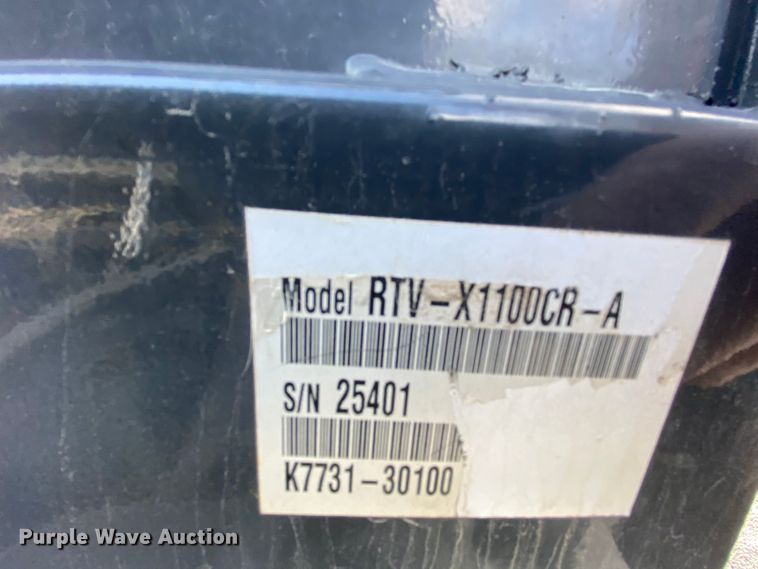 Model RTV-X1100CR-A
S/N 25401
K7731-30100
Purple Wave Auction